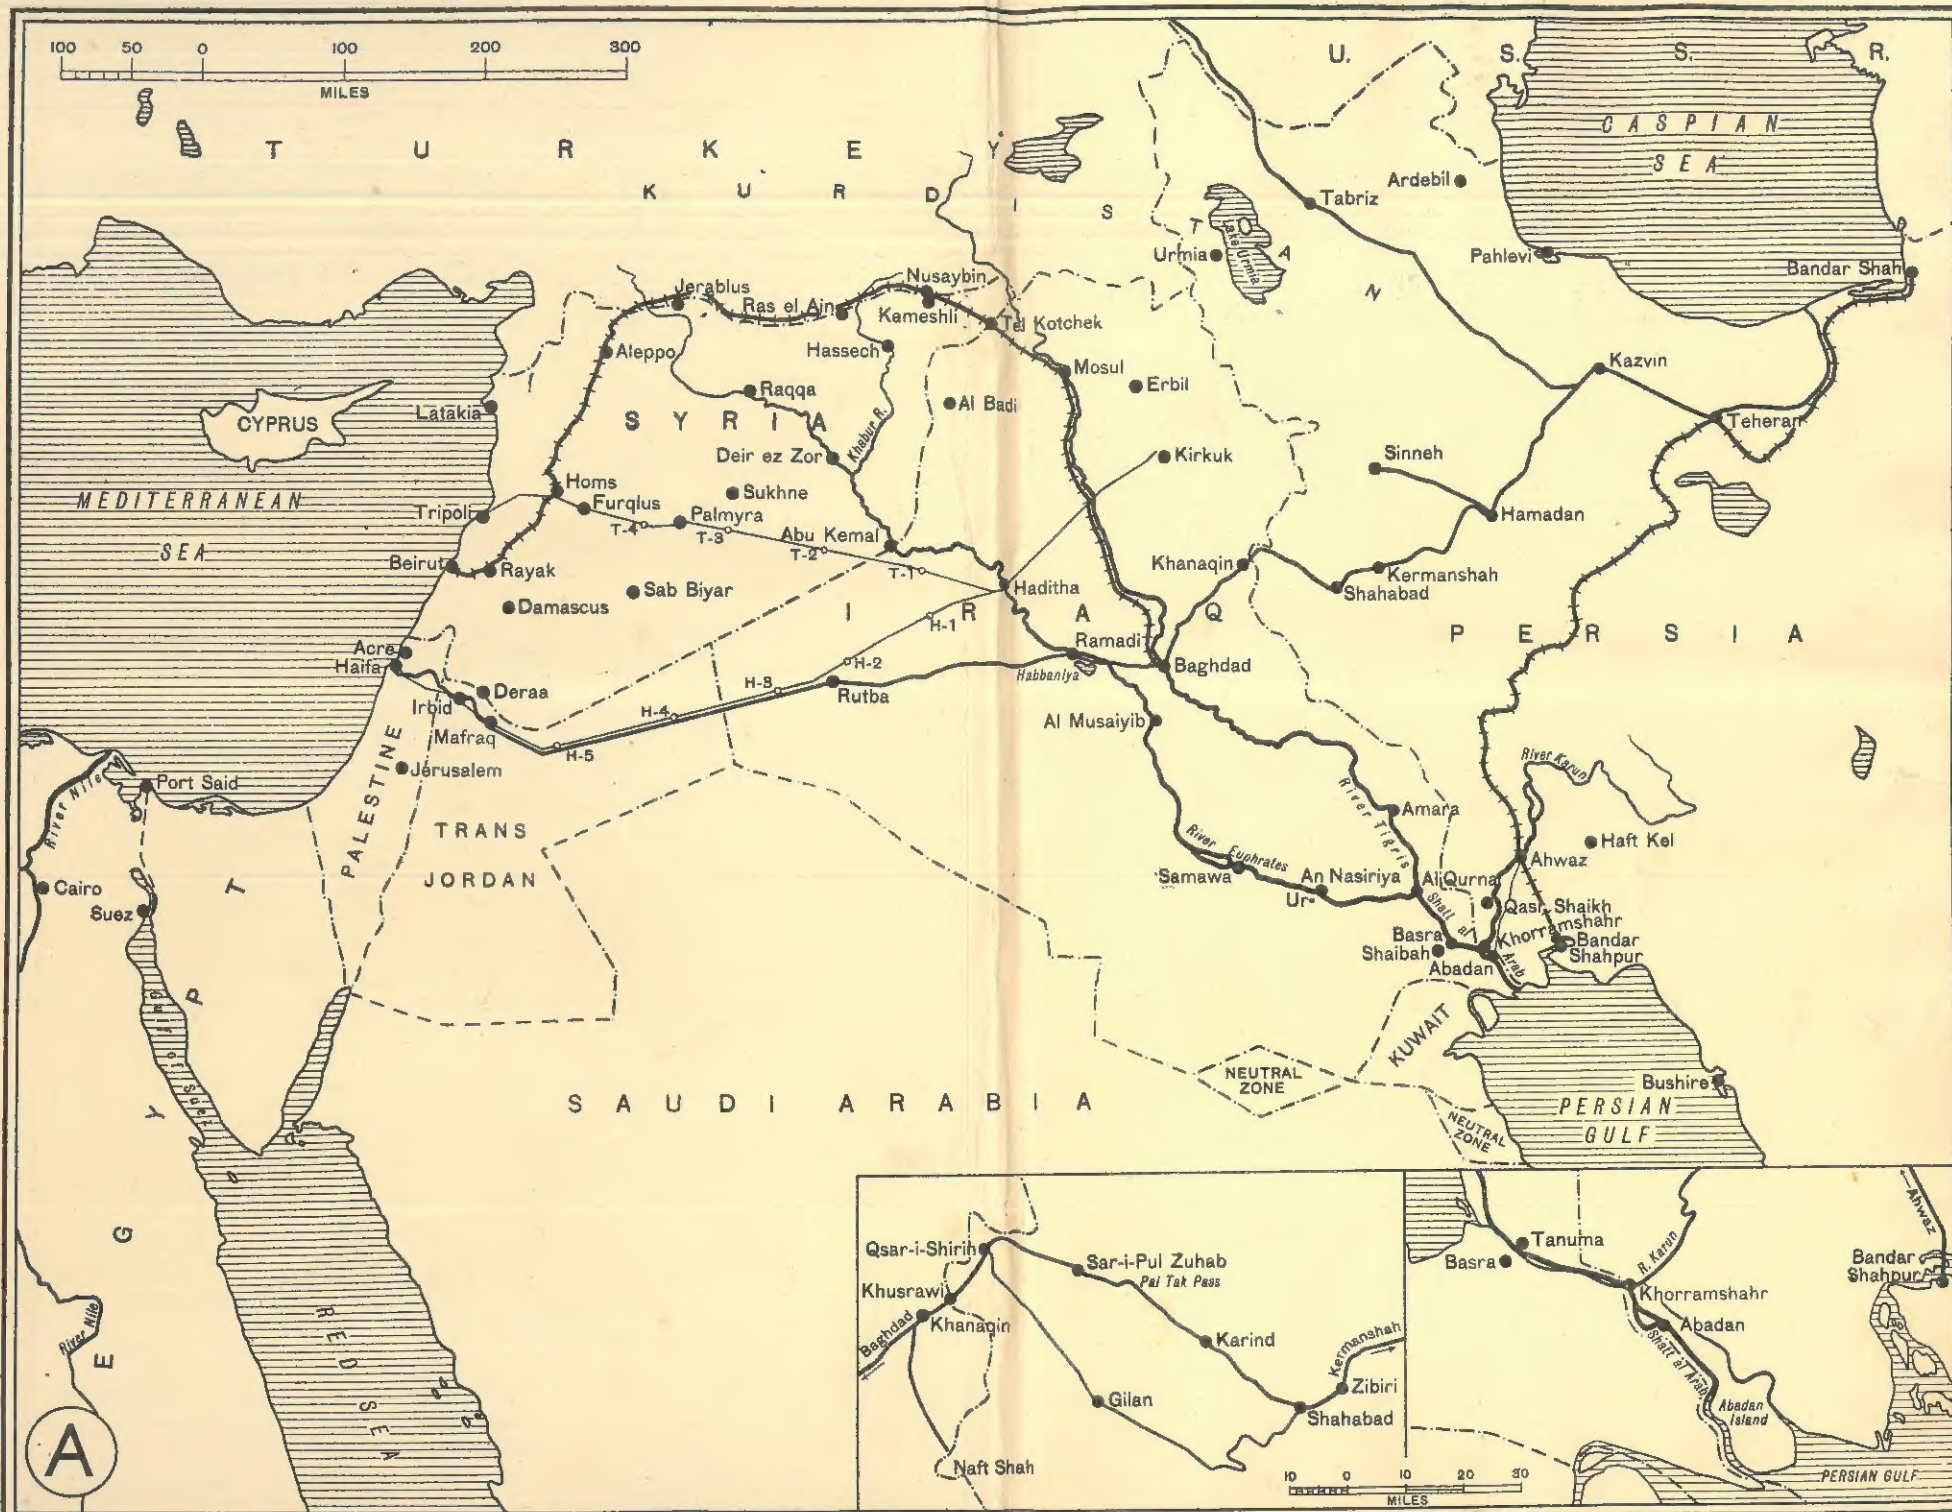 100 50 0 100 200 300
MILES
U. S. S. R.
CASPIAN
SEA
TURKEY
KURDISTAN
Ardebil
Tabriz
Urmia
Lake Urmia
Pahlevi
Bandar Shah
Jerablus
Ras el Ain
Nusaybin
Kameshli
Tel Kotchek
Aleppo
Hassech
Mosul
Kazvin
Erbil
Raqqa
Al Badi
CYPRUS
Latakia
SYRIA
Khabur R.
Teheran
Deir ez Zor
Kirkuk
Sinneh
MEDITERRANEAN
SEA
Homs
Sukhne
Furqlus
Tripoli
Palmyra
T-4
T-3
Abu Kemal
T-2
T-1
Hamadan
Beirut
Rayak
Khanaqin
Kermanshah
Shahabad
Haditha
Sab Biyar
Damascus
IRAQ
H-1
PERSIA
Acre
Haifa
Ramadi
Baghdad
H-2
Habbaniya
H-3
Rutba
Deraa
Irbid
H-4
Al Musaiyib
Mafraq
H-5
Jerusalem
PALESTINE
River Karun
Port Said
River Nile
River Tigris
Amara
TRANS
JORDAN
Haft Kel
Ahwaz
River Euphrates
Samawa
An Nasiriya
Ur
Al Qurna
Cairo
Suez
Qasr Shaikh
Shatt al Arab
Khorramshahr
Basra
Shaibah
Abadan
Bandar
Shahpur
EGYPT
Gulf of Suez
KUWAIT
NEUTRAL
ZONE
Bushire
SAUDI ARABIA
PERSIAN
GULF
NEUTRAL
ZONE
RED SEA
River Nile
A
Qsar-i-Shirih
Sar-i-Pul Zuhab
Pai Tak Pass
Khusrawi
Khanaqin
Baghdad
Karind
Kermanshah
Gilan
Zibiri
Shahabad
Naft Shah
10 0 10 20 30
MILES
Ahwaz
Tanuma
Basra
R. Karun
Bandar
Shahpur
Khorramshahr
Abadan
Shatt al Arab
Abadan
Island
PERSIAN GULF